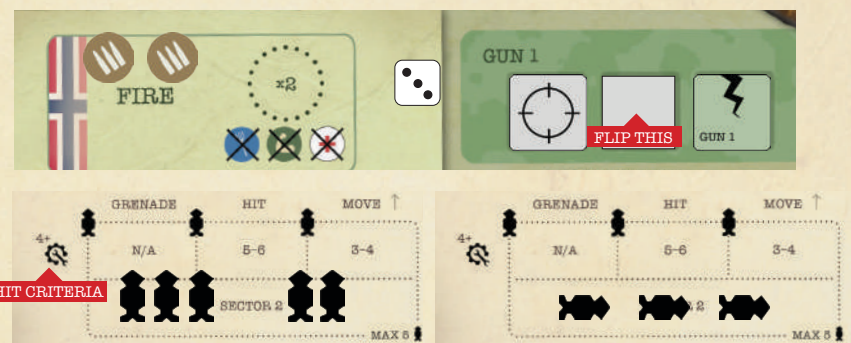 FIRE
x2
GUN 1
FLIP THIS
GUN 1
GRENADE HIT MOVE ↑
4+
N/A 5-6 3-4
HIT CRITERIA
SECTOR 2
MAX 5
GRENADE HIT MOVE ↑
4+
N/A 5-6 3-4
2
MAX 5